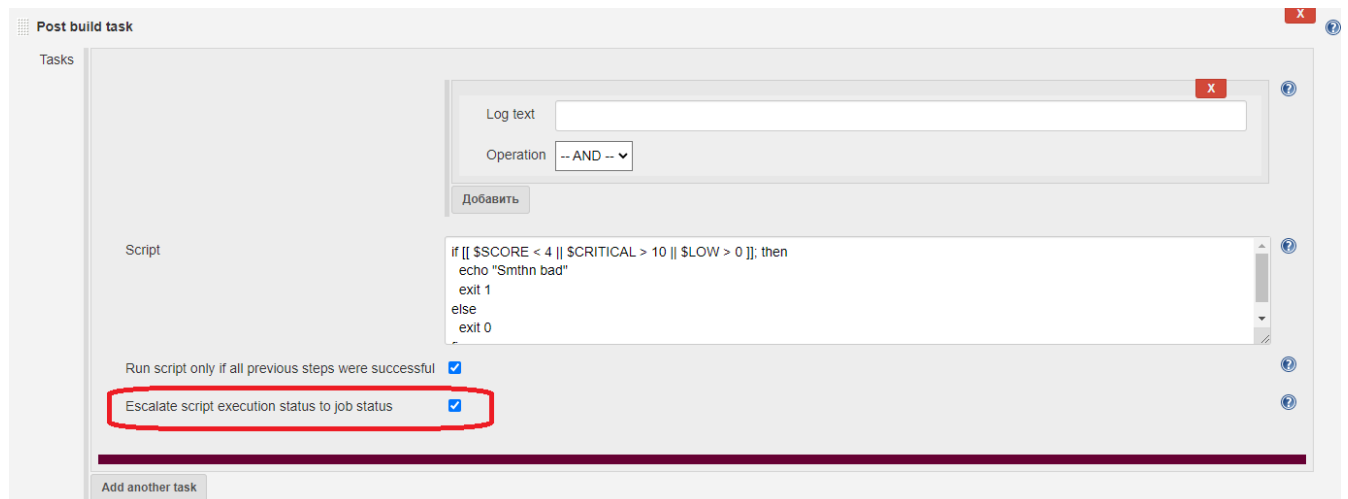 X
Post build task
Tasks
X
Log text
Operation -- AND --
Добавить
Script
if [[ $SCORE < 4 || $CRITICAL > 10 || $LOW > 0 ]]; then
echo "Smthn bad"
exit 1
else
exit 0
Run script only if all previous steps were successful
Escalate script execution status to job status
Add another task